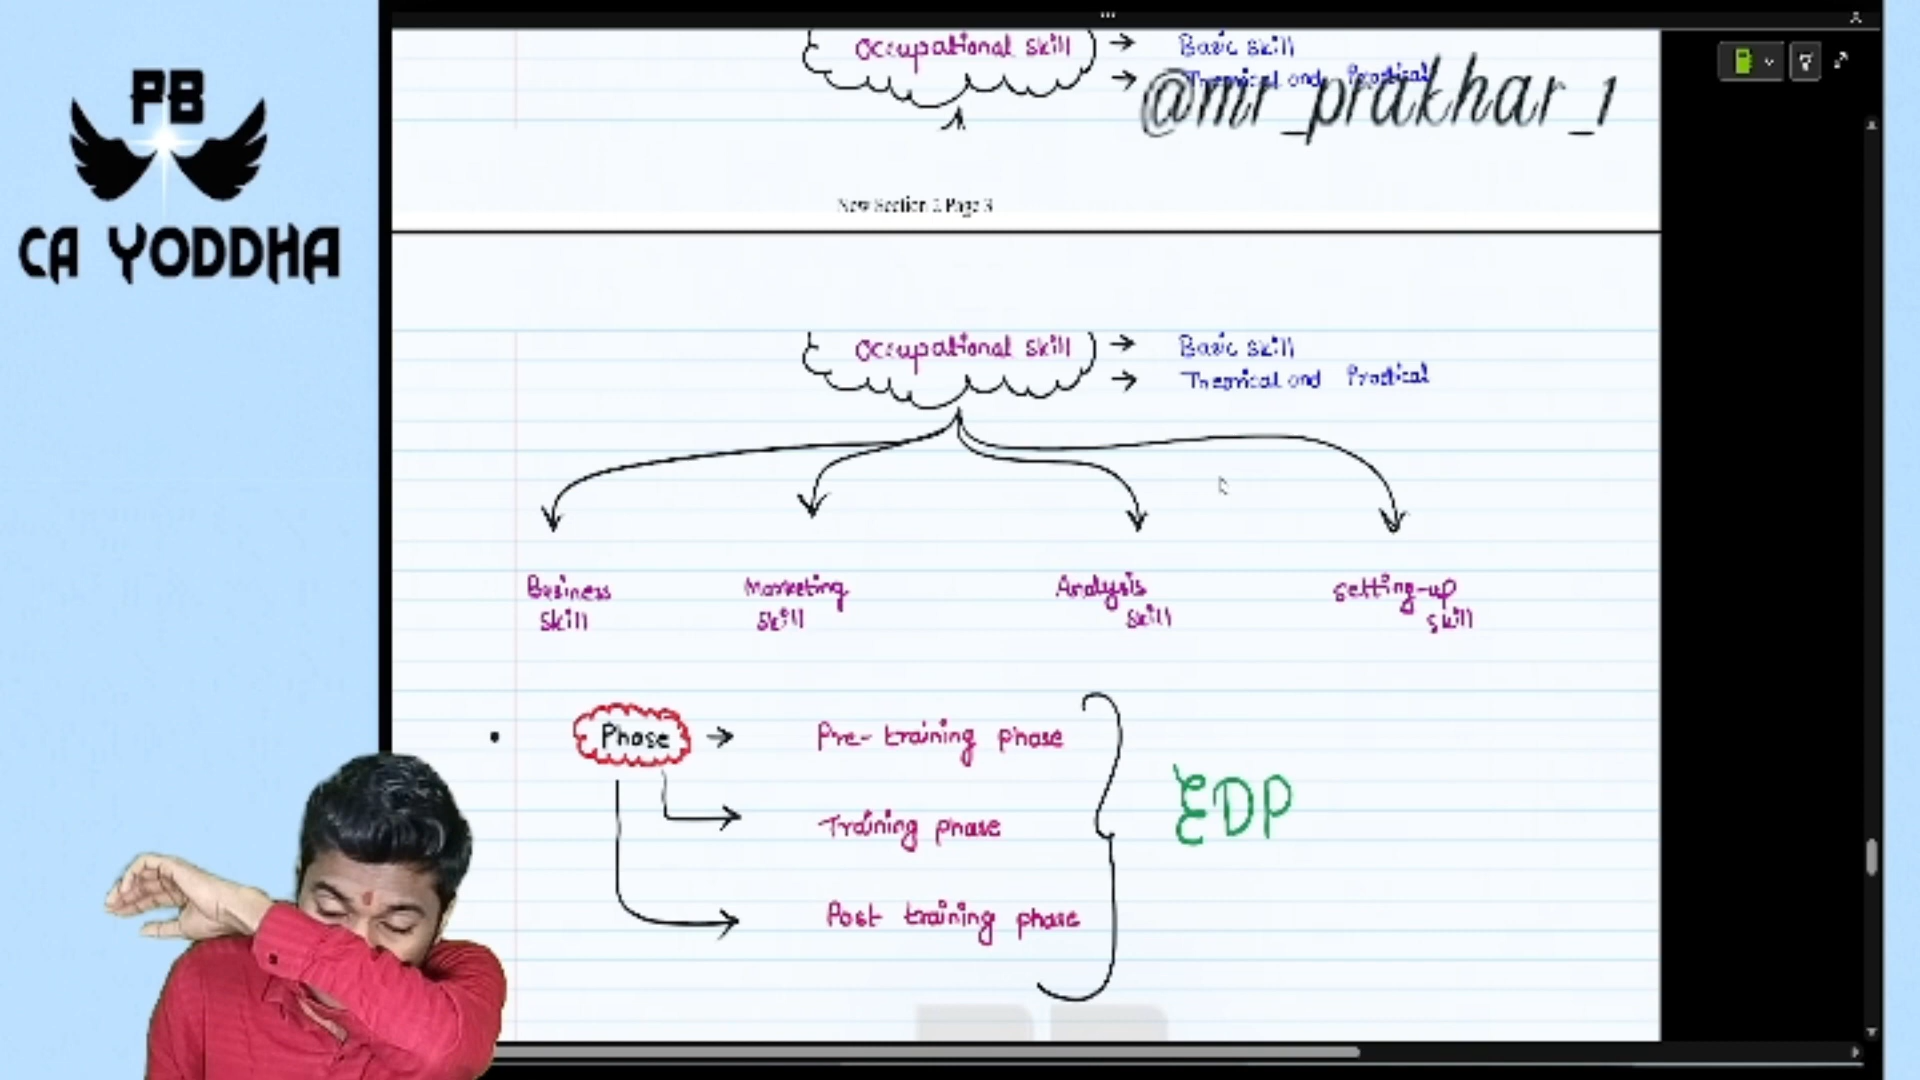 PB
CA YODDHA
Occupational skill → Basic skill
→ Theorical and Practical
@mr_prakhar_1
New Section 2 Page 3
Occupational skill → Basic skill
→ Theorical and Practical
Business skill
Marketing skill
Analysis skill
Setting-up skill
• Phase → Pre-training phase
Training phase
Post training phase
EDP